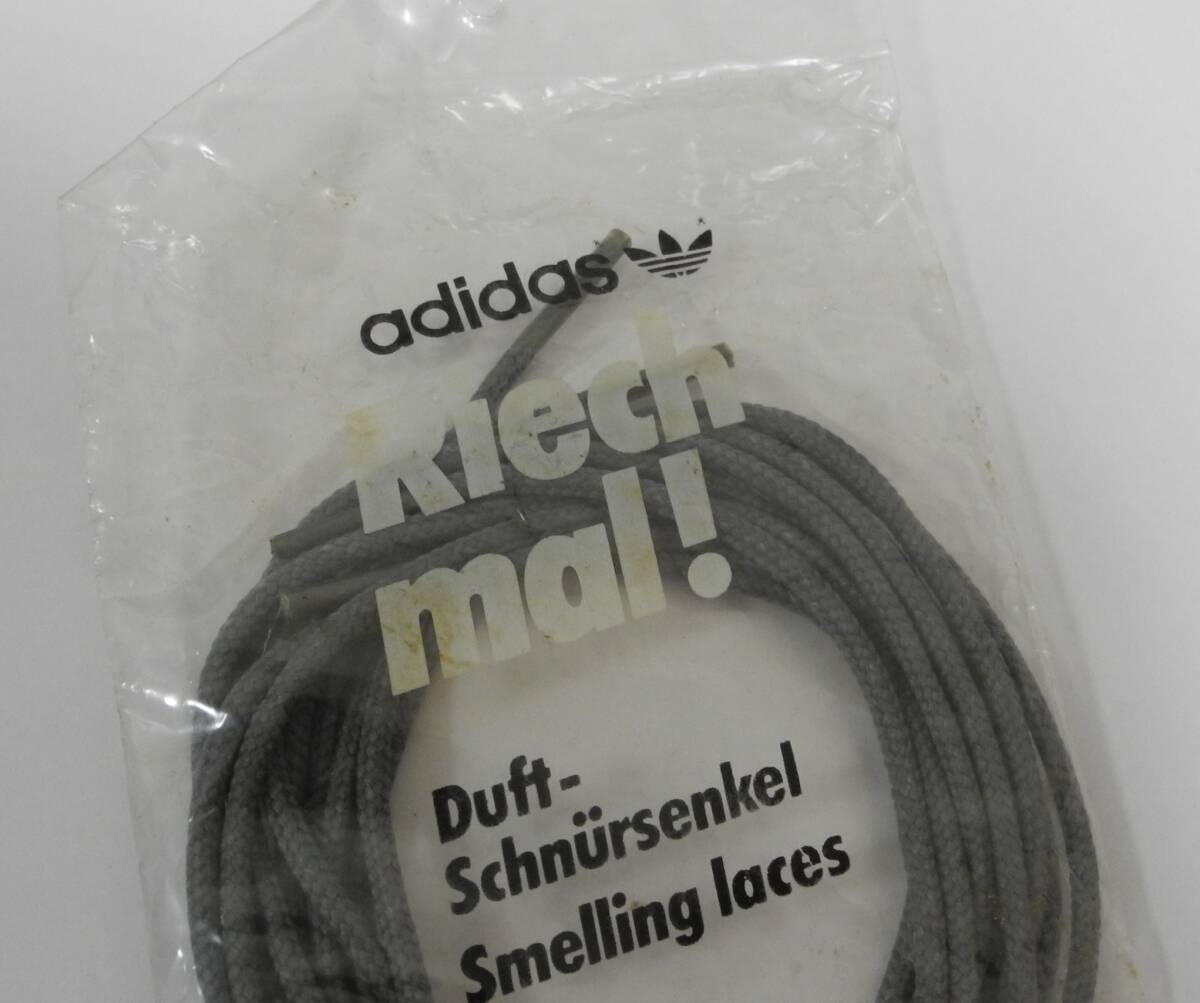 adidas
riech
mal!
Duft-
Schnürsenkel
Smelling laces